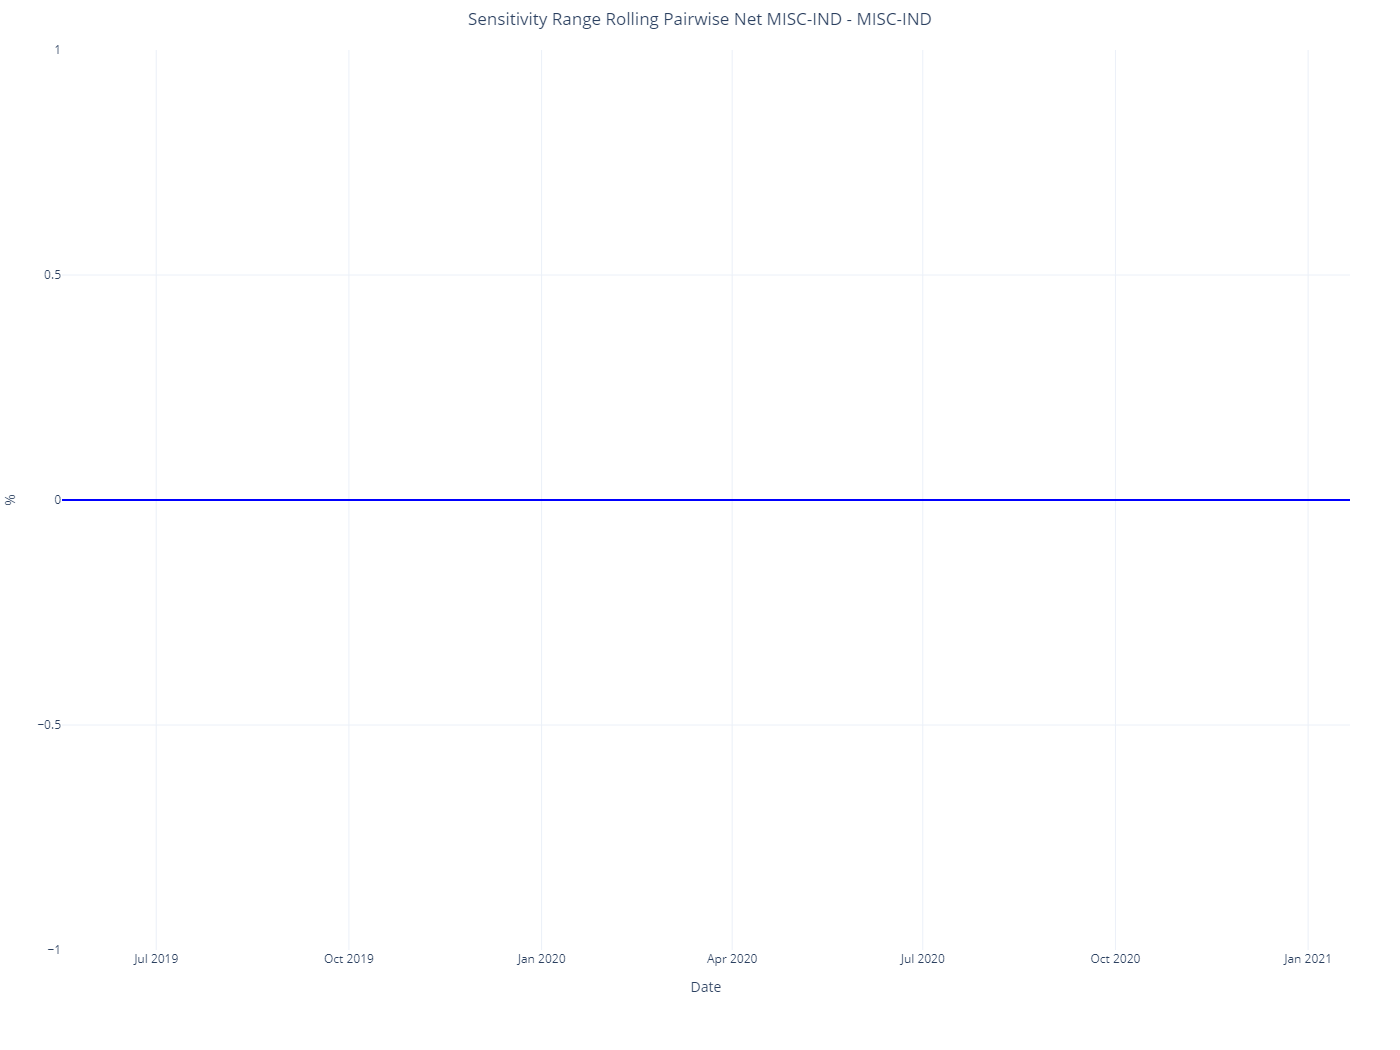 Sensitivity Range Rolling Pairwise Net MISC-IND - MISC-IND
1
0.5
0
−0.5
−1
%
Jul 2019
Oct 2019
Jan 2020
Apr 2020
Jul 2020
Oct 2020
Jan 2021
Date